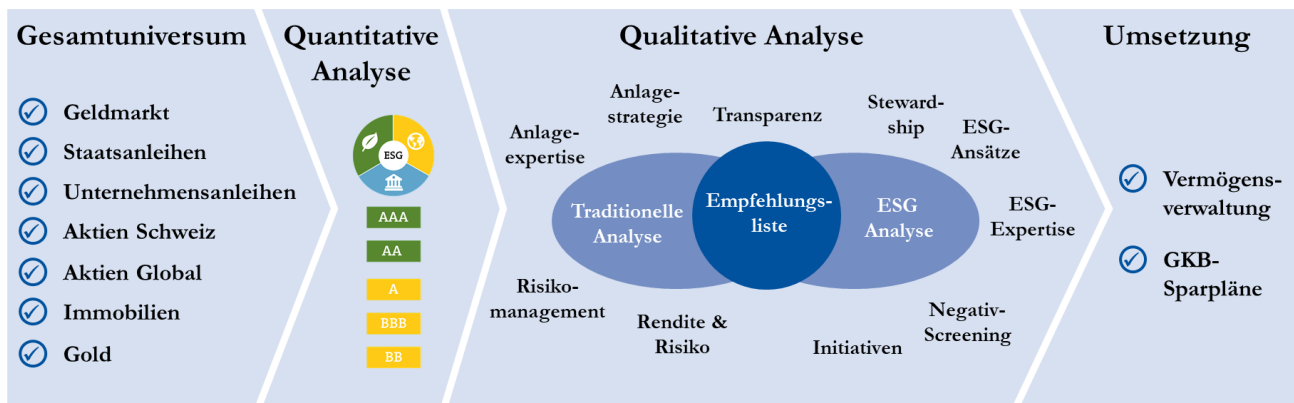 Gesamtuniversum
Geldmarkt
Staatsanleihen
Unternehmensanleihen
Aktien Schweiz
Aktien Global
Immobilien
Gold
Quantitative
Analyse
ESG
AAA
AA
A
BBB
BB
Qualitative Analyse
Anlage-
expertise
Anlage-
strategie
Transparenz
Steward-
ship
ESG-
Ansätze
ESG-
Expertise
Traditionelle
Analyse
Empfehlungs-
liste
ESG
Analyse
Risiko-
management
Rendite &
Risiko
Initiativen
Negativ-
Screening
Umsetzung
Vermögens-
verwaltung
GKB-
Sparpläne